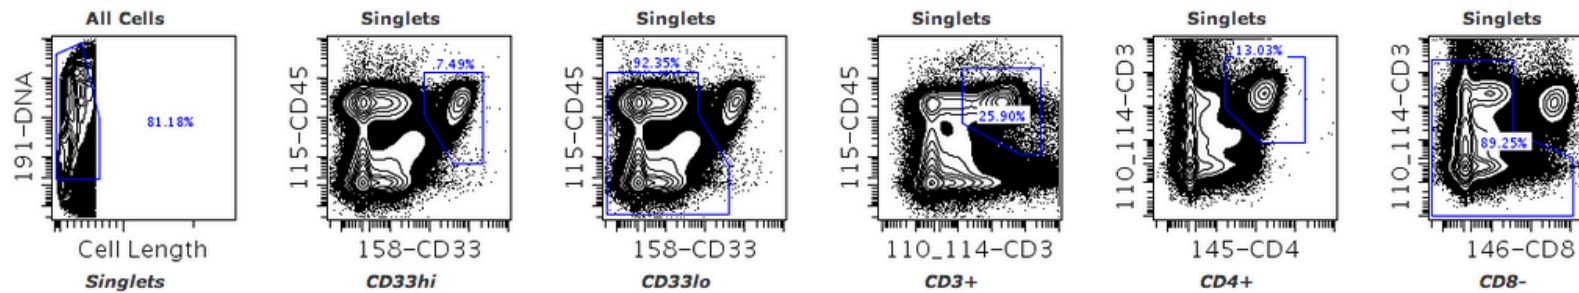 All Cells
Singlets
Singlets
Singlets
Singlets
Singlets
191-DNA
81.18%
115-CD45
7.49%
115-CD45
92.35%
115-CD45
25.90%
110_114-CD3
13.03%
110_114-CD3
89.25%
Cell Length
158-CD33
158-CD33
110_114-CD3
145-CD4
146-CD8
Singlets
CD33hi
CD33lo
CD3+
CD4+
CD8-